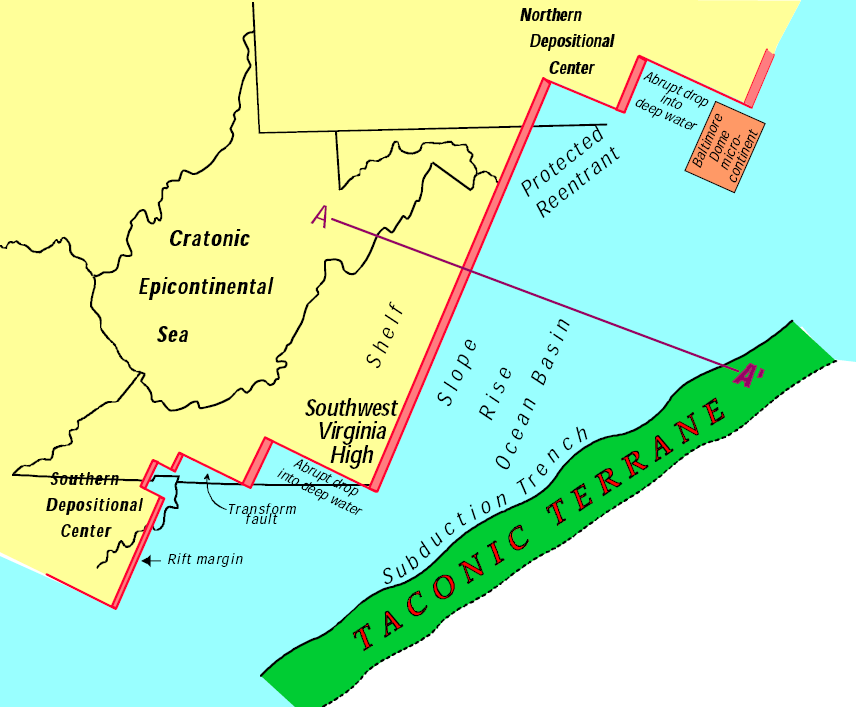 Northern
Depositional
Center
Abrupt drop
into
deep water
Baltimore
Dome
micro-
continent
Protected
Reentrant
A
Cratonic
Epicontinental
Sea
Shelf
Slope
Rise
Ocean Basin
A'
Southwest
Virginia
High
Abrupt drop
into deep water
Southern
Depositional
Center
Transform
fault
Rift margin
Subduction Trench
TACONIC TERRANE